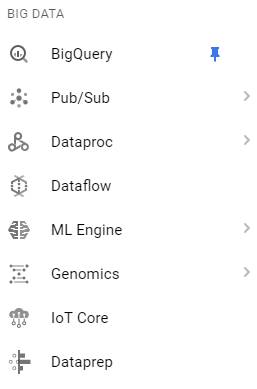 BIG DATA
BigQuery
Pub/Sub
Dataproc
Dataflow
ML Engine
Genomics
IoT Core
Dataprep